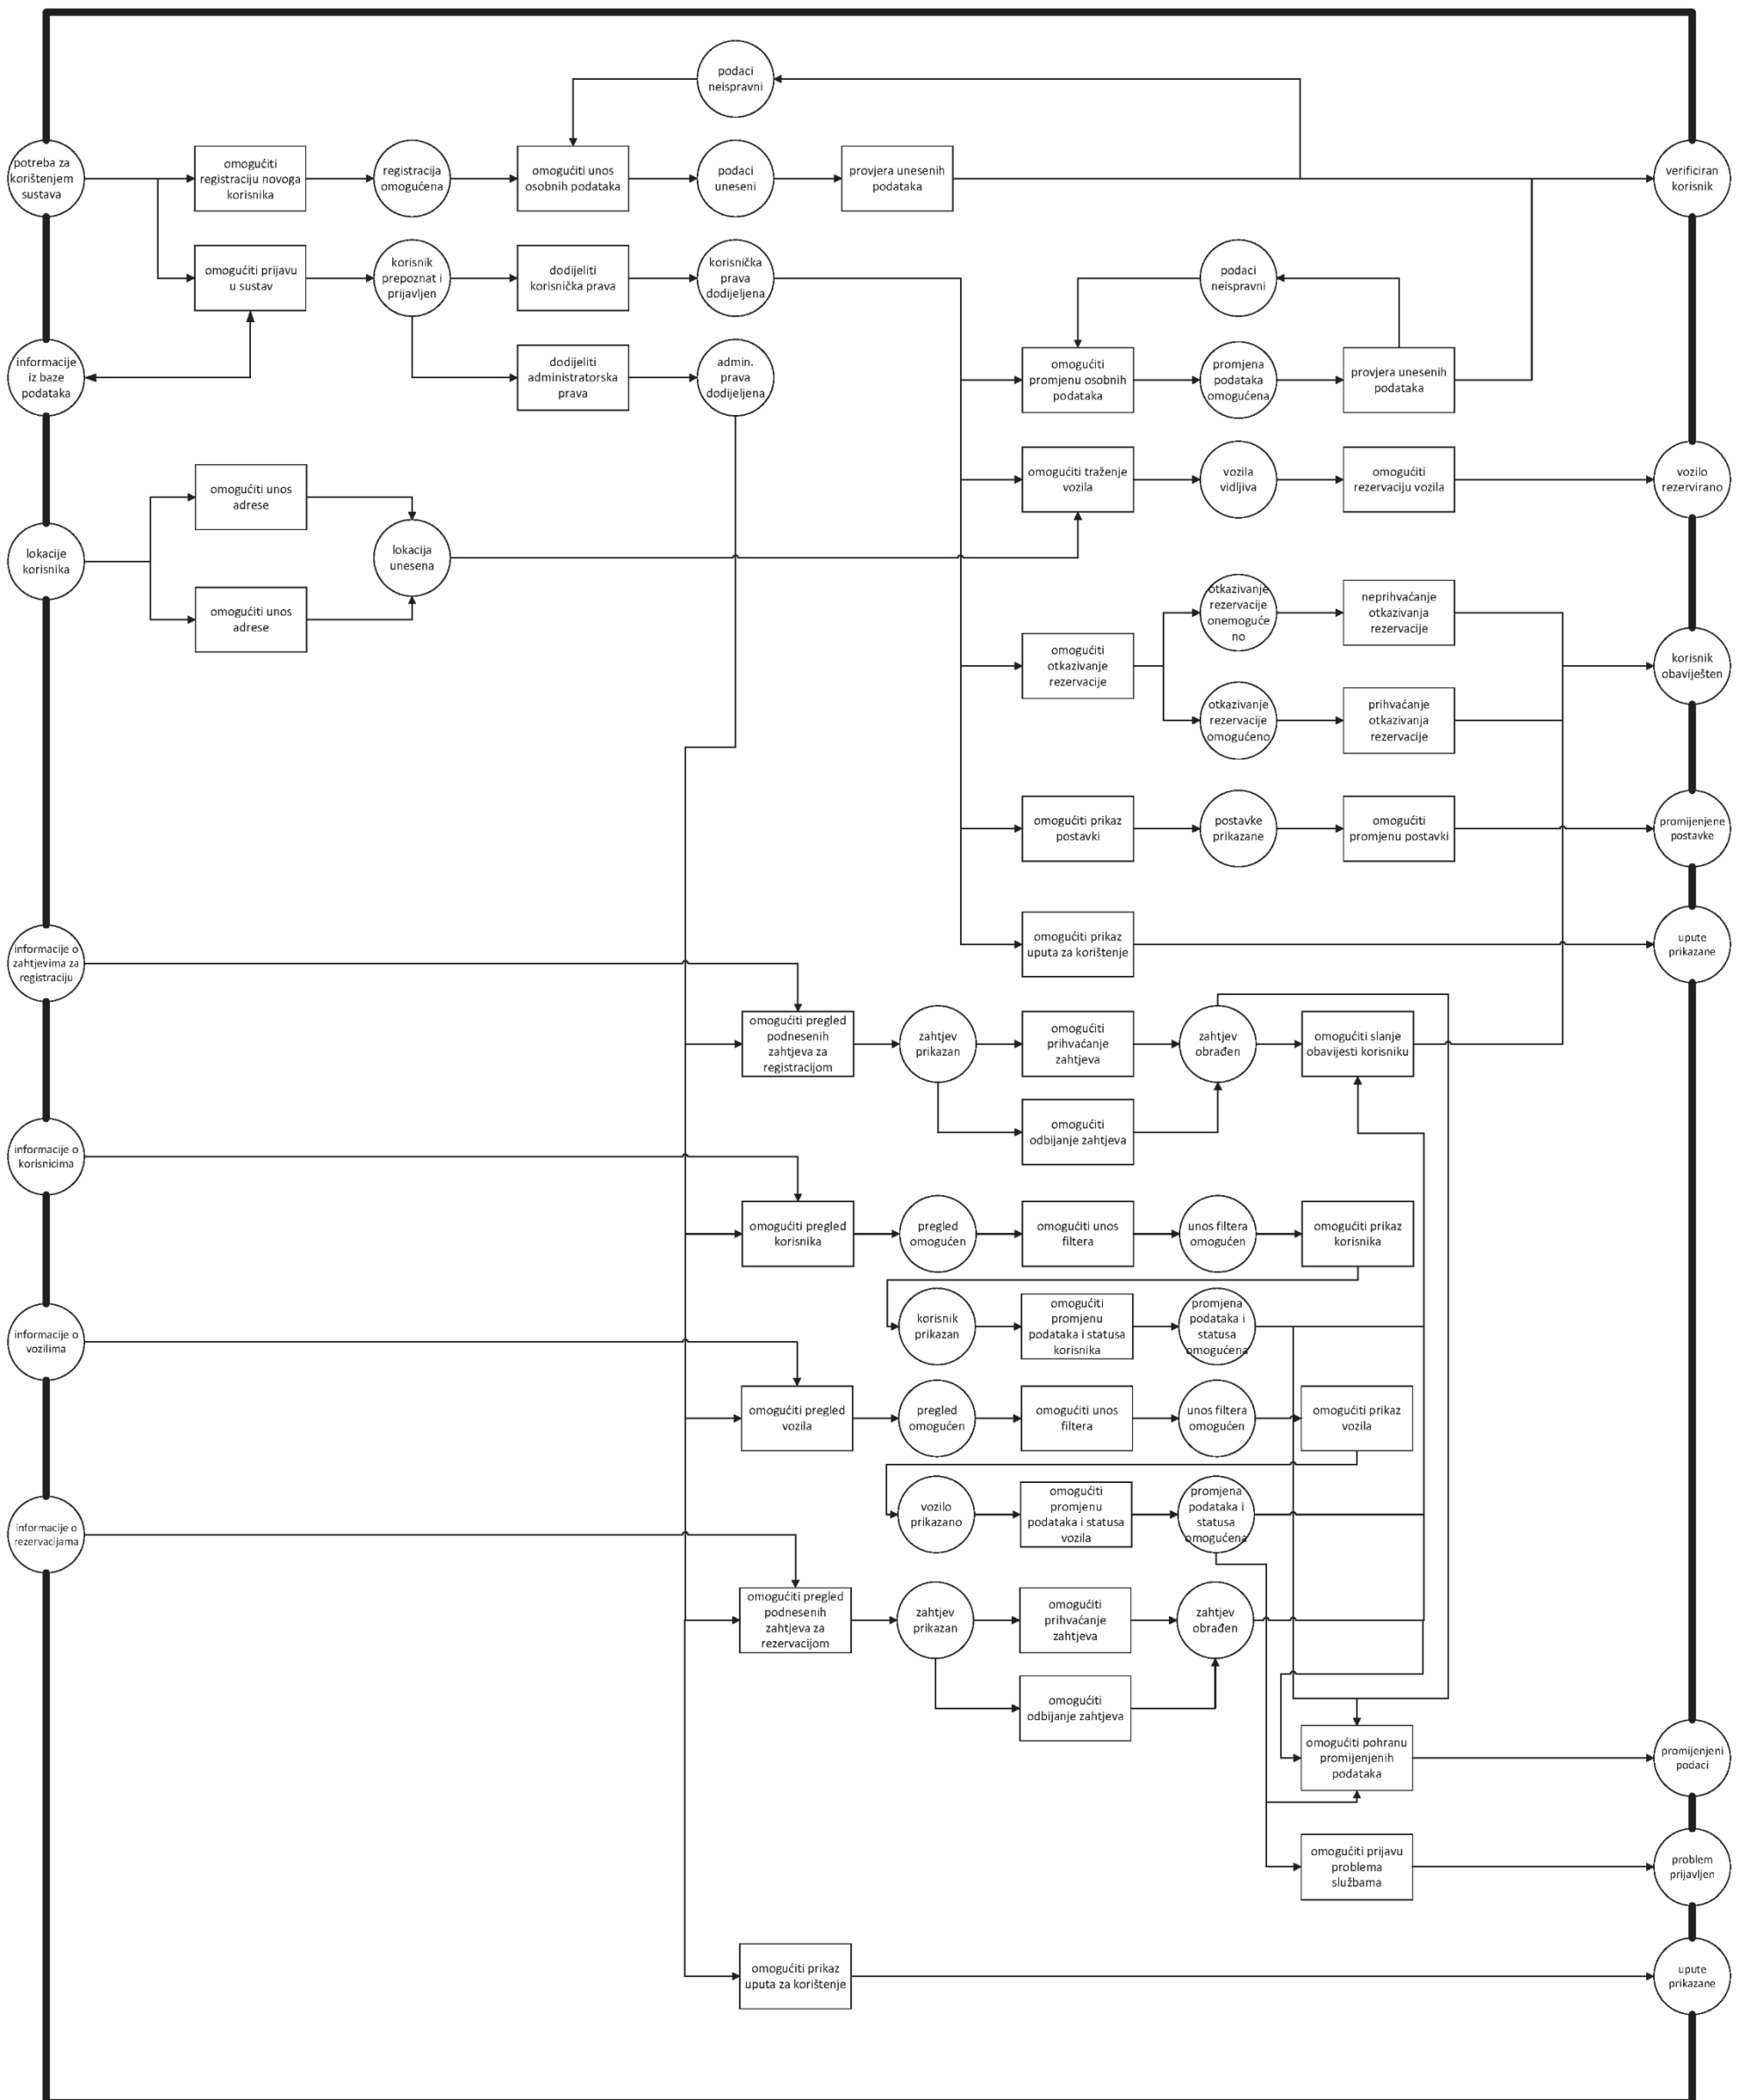 podaci
neispravni
potreba za
korištenjem
sustava
omogućiti
registraciju novoga
korisnika
registracija
omogućena
omogućiti unos
osobnih podataka
podaci
uneseni
provjera unesenih
podataka
verificiran
korisnik
omogućiti prijavu
u sustav
korisnik
prepoznat i
prijavljen
dodijeliti
korisnička prava
korisnička
prava
dodijeljena
podaci
neispravni
informacije
iz baze
podataka
dodijeliti
administratorska
prava
admin.
prava
dodijeljena
omogućiti
promjenu osobnih
podataka
promjena
podataka
omogućena
provjera unesenih
podataka
omogućiti unos
adrese
omogućiti traženje
vozila
vozila
vidljiva
omogućiti
rezervaciju vozila
vozilo
rezervirano
lokacije
korisnika
lokacija
unesena
omogućiti unos
adrese
otkazivanje
rezervacije
onemoguće
no
neprihvaćanje
otkazivanja
rezervacije
omogućiti
otkazivanje
rezervacije
korisnik
obaviješten
otkazivanje
rezervacije
omogućeno
prihvaćanje
otkazivanja
rezervacije
omogućiti prikaz
postavki
postavke
prikazane
omogućiti
promjenu postavki
promijenjene
postavke
informacije o
zahtjevima za
registraciju
omogućiti prikaz
uputa za korištenje
upute
prikazane
omogućiti pregled
podnesenih
zahtjeva za
registracijom
zahtjev
prikazan
omogućiti
prihvaćanje
zahtjeva
zahtjev
obrađen
omogućiti slanje
obavijesti korisniku
omogućiti
odbijanje zahtjeva
informacije o
korisnicima
omogućiti pregled
korisnika
pregled
omogućen
omogućiti unos
filtera
unos filtera
omogućen
omogućiti prikaz
korisnika
korisnik
prikazan
omogućiti
promjenu
podataka i statusa
korisnika
promjena
podataka i
statusa
omogućena
informacije o
vozilima
omogućiti pregled
vozila
pregled
omogućen
omogućiti unos
filtera
unos filtera
omogućen
omogućiti prikaz
vozila
vozilo
prikazano
omogućiti
promjenu
podataka i statusa
vozila
promjena
podataka i
statusa
omogućena
informacije o
rezervacijama
omogućiti pregled
podnesenih
zahtjeva za
rezervacijom
zahtjev
prikazan
omogućiti
prihvaćanje
zahtjeva
zahtjev
obrađen
omogućiti
odbijanje zahtjeva
omogućiti pohranu
promijenjenih
podataka
promijenjeni
podaci
omogućiti prijavu
problema
službama
problem
prijavljen
omogućiti prikaz
uputa za korištenje
upute
prikazane